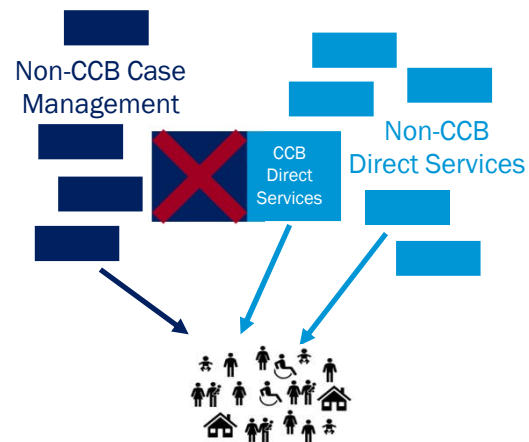 Non-CCB Case
Management
CCB
Direct
Services
Non-CCB
Direct Services